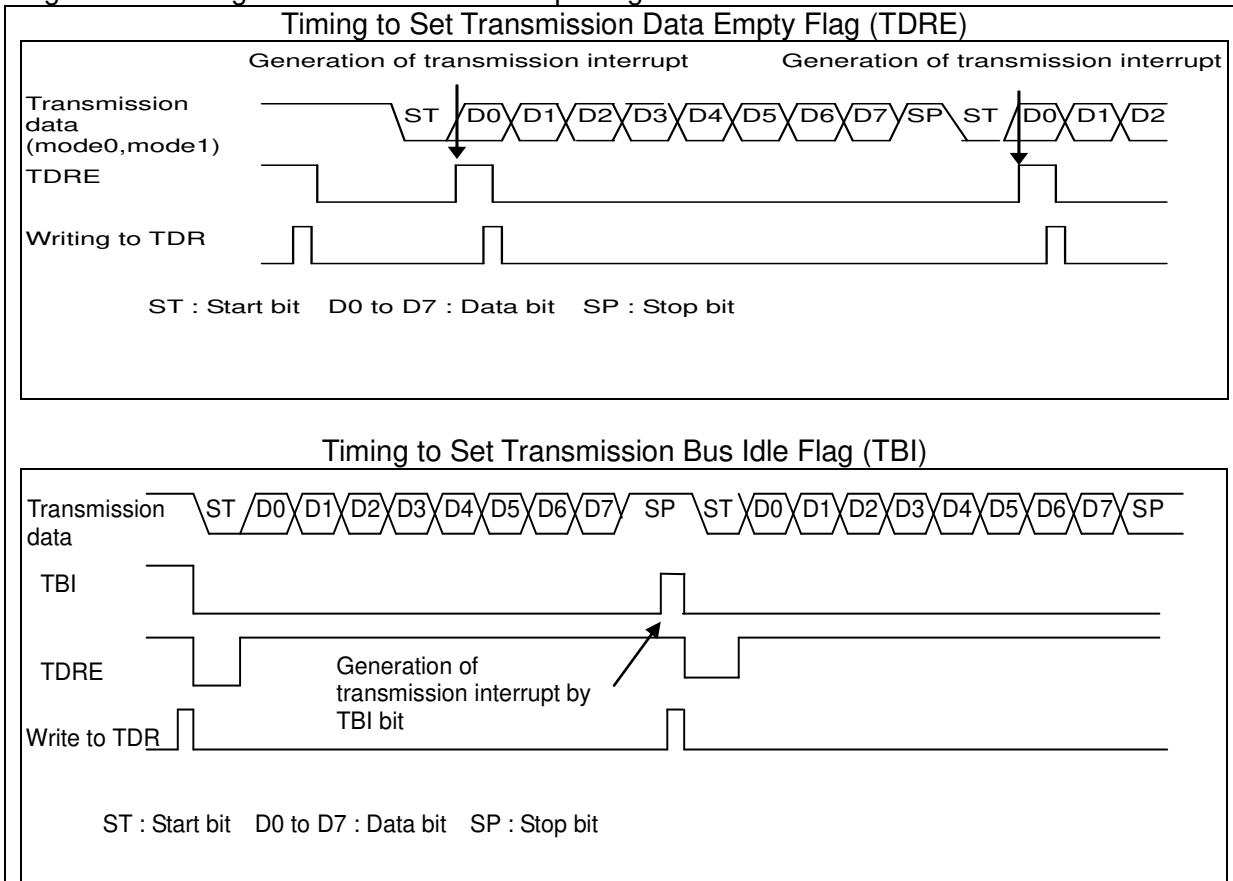 Timing to Set Transmission Data Empty Flag (TDRE)
Generation of transmission interrupt Generation of transmission interrupt
Transmission
data
(mode0,mode1)
ST D0 D1 D2 D3 D4 D5 D6 D7 SP ST D0 D1 D2
TDRE
Writing to TDR
ST : Start bit D0 to D7 : Data bit SP : Stop bit
Timing to Set Transmission Bus Idle Flag (TBI)
Transmission
data
ST D0 D1 D2 D3 D4 D5 D6 D7 SP ST D0 D1 D2 D3 D4 D5 D6 D7 SP
TBI
TDRE
Generation of
transmission interrupt by
TBI bit
Write to TDR
ST : Start bit D0 to D7 : Data bit SP : Stop bit